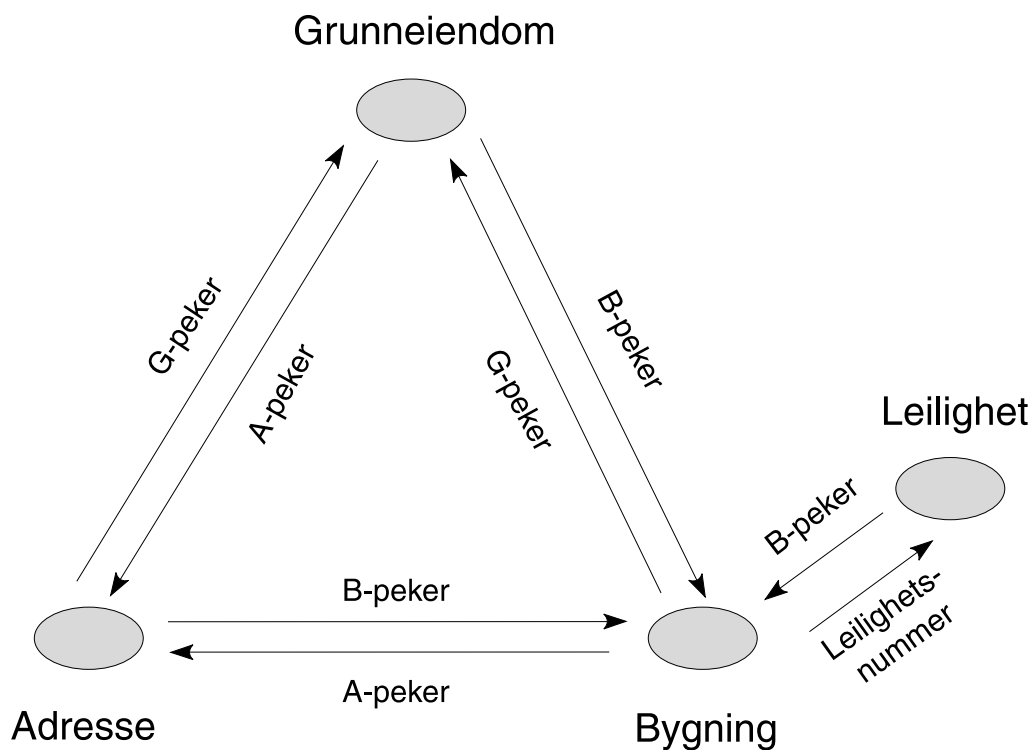 Grunneiendom
G-peker
A-peker
G-peker
B-peker
Leilighet
B-peker
Leilighets-
nummer
B-peker
A-peker
Adresse
Bygning